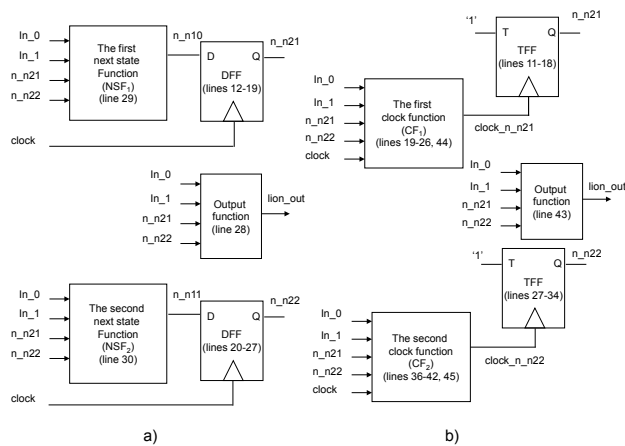 In_0
In_1
n_n21
n_n22
The first
next state
Function
(NSF₁)
(line 29)
n_n10
n_n21
D
Q
DFF
(lines 12-19)
clock
In_0
In_1
n_n21
n_n22
Output
function
(line 28)
lion_out
In_0
In_1
n_n21
n_n22
The second
next state
Function
(NSF₂)
(line 30)
n_n11
n_n22
D
Q
DFF
(lines 20-27)
clock
a)
‘1’
T
Q
n_n21
TFF
(lines 11-18)
In_0
In_1
n_n21
n_n22
clock
The first
clock function
(CF₁)
(lines 19-26, 44)
clock_n_n21
In_0
In_1
n_n21
n_n22
Output
function
(line 43)
lion_out
‘1’
T
Q
n_n22
TFF
(lines 27-34)
In_0
In_1
n_n21
n_n22
clock
The second
clock function
(CF₂)
(lines 36-42, 45)
clock_n_n22
b)